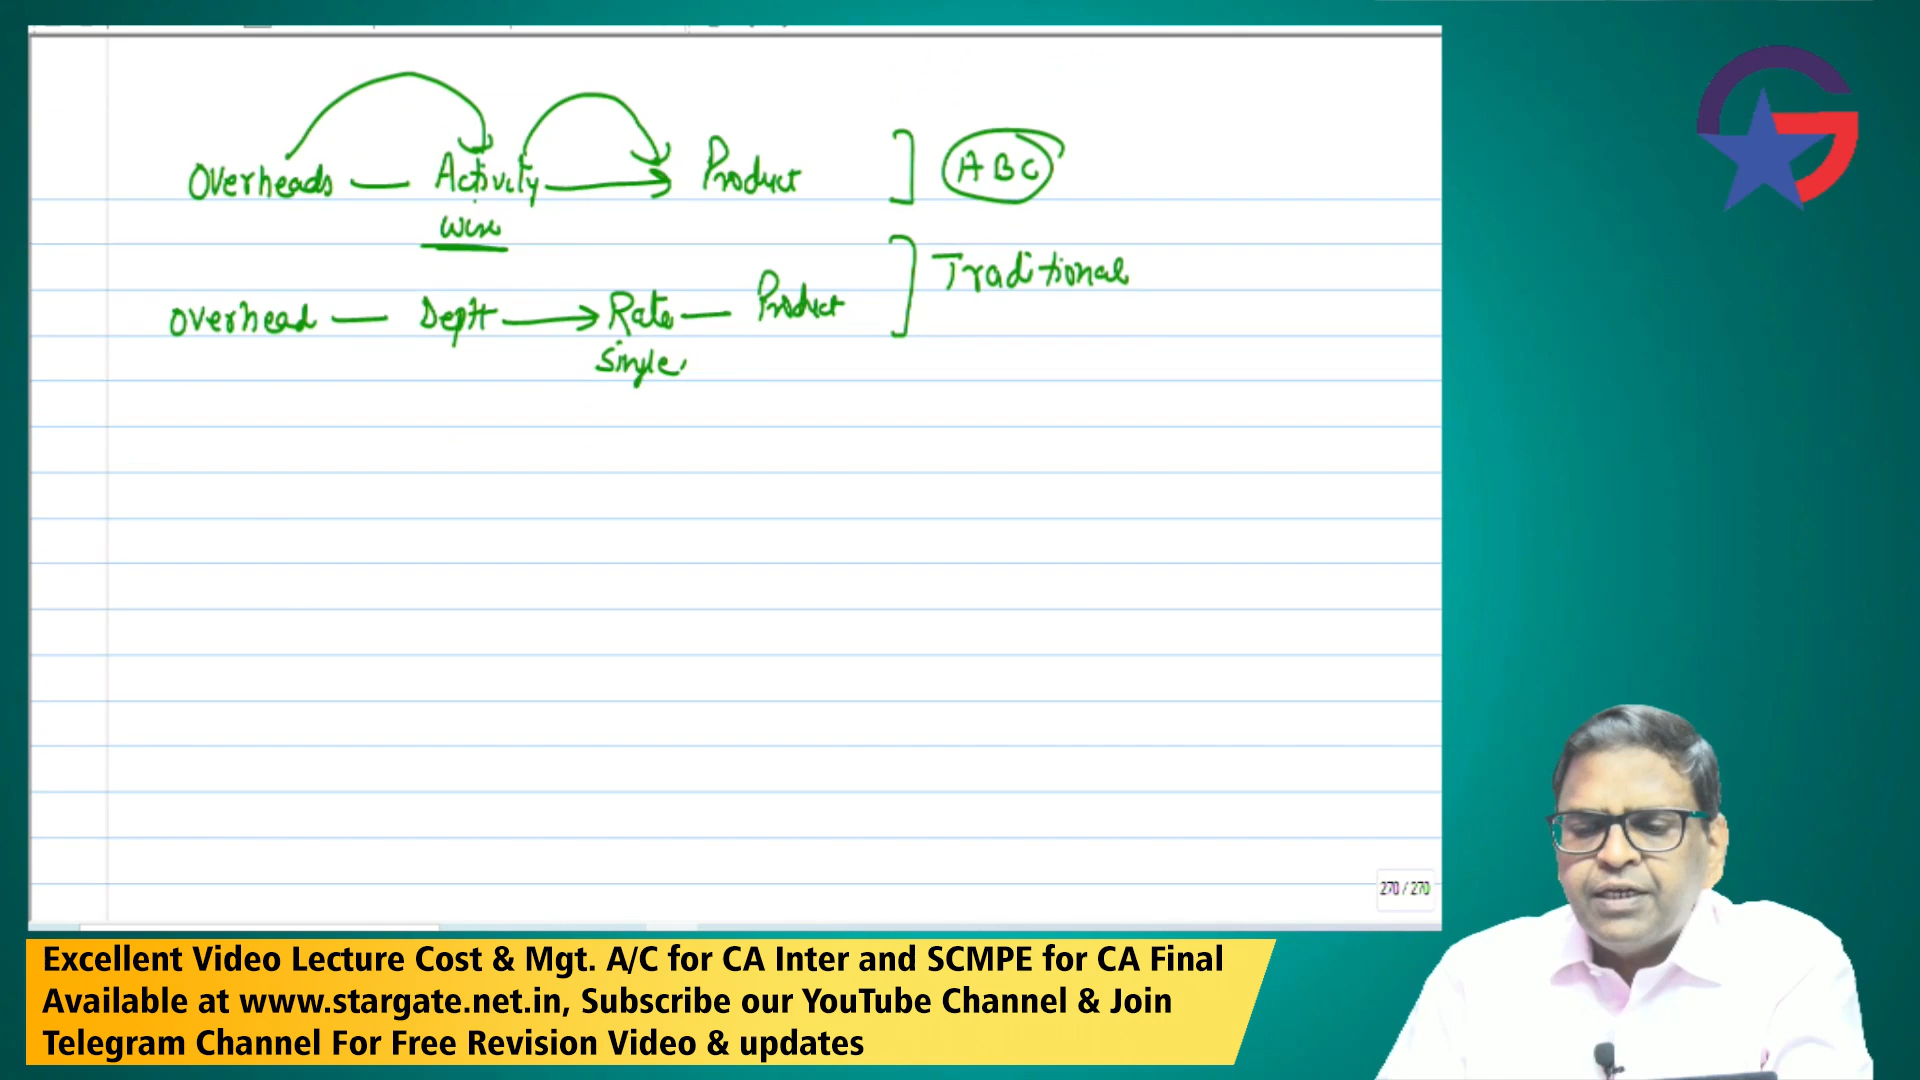 Overheads — Activity → Product ] ABC
wise
Overhead — Deptt → Rate — Product ] Traditional
Single
270 / 270
Excellent Video Lecture Cost & Mgt. A/C for CA Inter and SCMPE for CA Final
Available at www.stargate.net.in, Subscribe our YouTube Channel & Join
Telegram Channel For Free Revision Video & updates